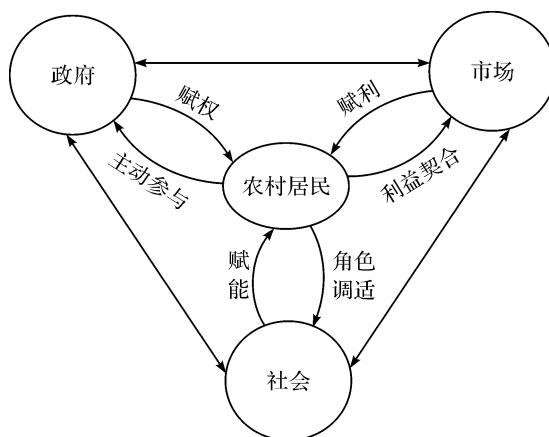 政府
市场
赋权
赋利
主动参与
农村居民
利益契合
赋
能
角色
调适
社会